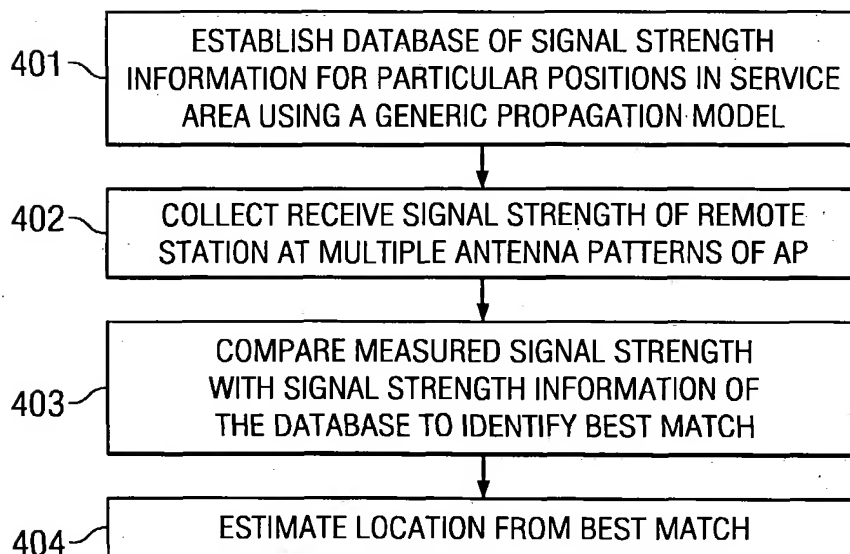 401
ESTABLISH DATABASE OF SIGNAL STRENGTH
INFORMATION FOR PARTICULAR POSITIONS IN SERVICE
AREA USING A GENERIC PROPAGATION MODEL
402
COLLECT RECEIVE SIGNAL STRENGTH OF REMOTE
STATION AT MULTIPLE ANTENNA PATTERNS OF AP
403
COMPARE MEASURED SIGNAL STRENGTH
WITH SIGNAL STRENGTH INFORMATION OF
THE DATABASE TO IDENTIFY BEST MATCH
404
ESTIMATE LOCATION FROM BEST MATCH